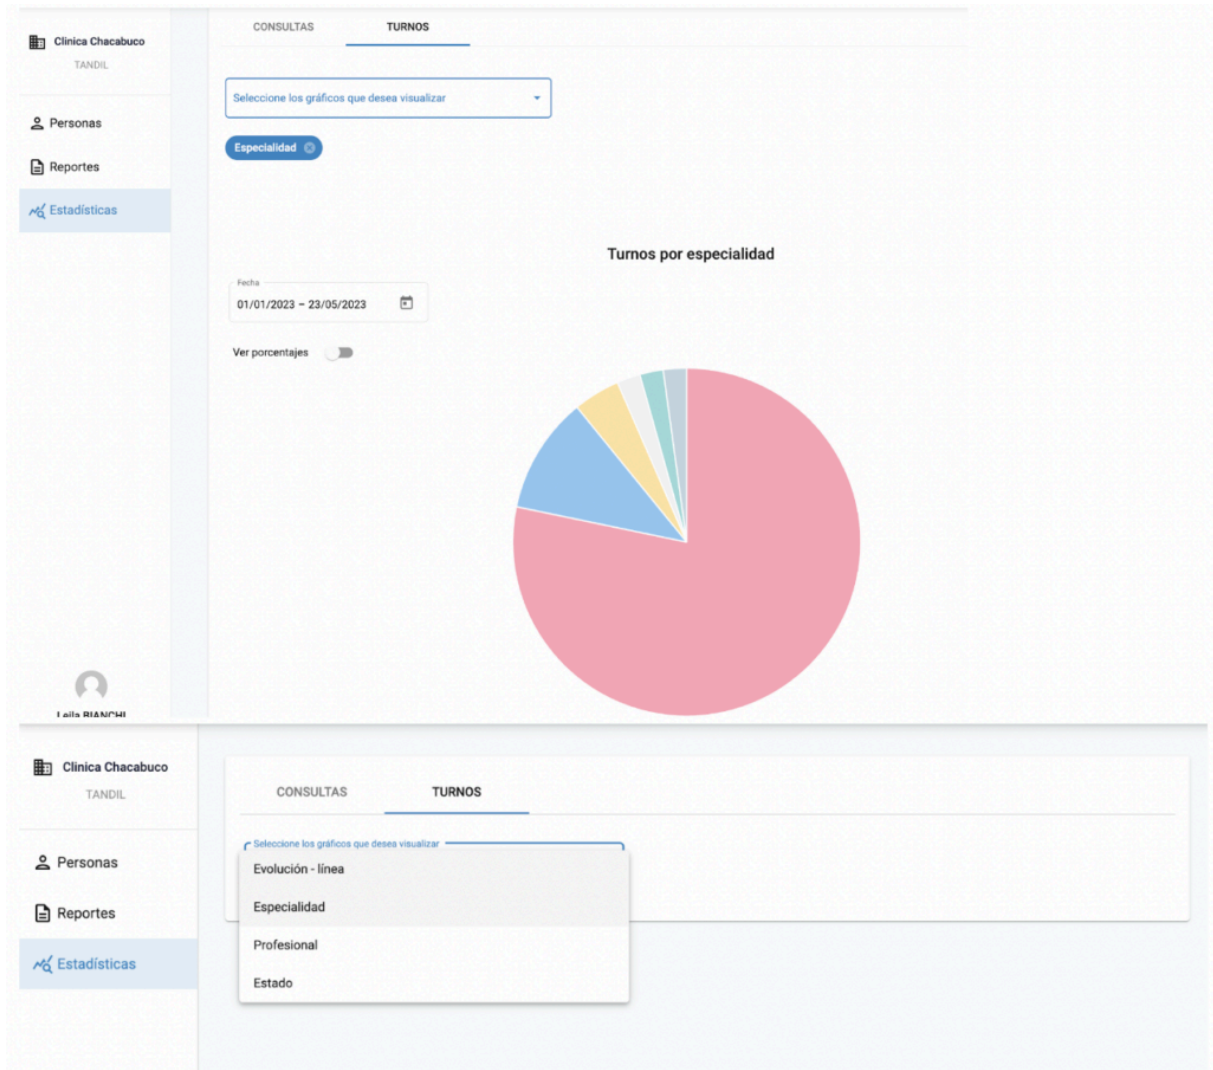 Clinica Chacabuco
TANDIL
Personas
Reportes
Estadísticas
CONSULTAS TURNOS
Seleccione los gráficos que desea visualizar
Especialidad
Turnos por especialidad
Fecha
01/01/2023 – 23/05/2023
Ver porcentajes
Leila BIANCHI
Clinica Chacabuco
TANDIL
Personas
Reportes
Estadísticas
CONSULTAS TURNOS
Seleccione los gráficos que desea visualizar
Evolución - línea
Especialidad
Profesional
Estado